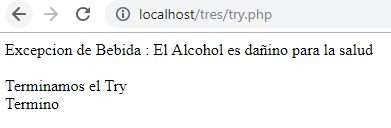 localhost/tres/try.php
Excepcion de Bebida : El Alcohol es dañino para la salud
Terminamos el Try
Termino